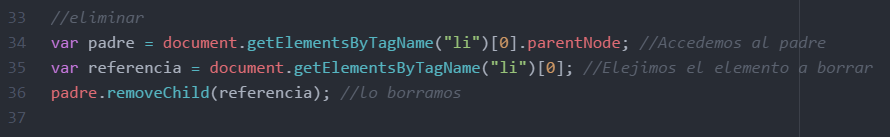 33 //eliminar
34 var padre = document.getElementsByTagName("li")[0].parentNode; //Accedemos al padre
35 var referencia = document.getElementsByTagName("li")[0]; //Elejimos el elemento a borrar
36 padre.removeChild(referencia); //lo borramos
37